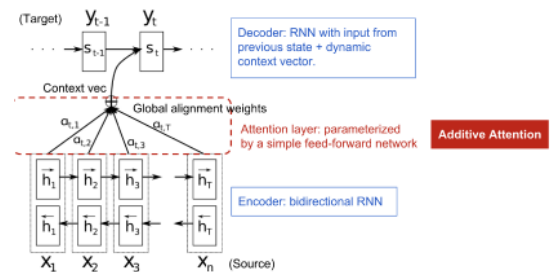 (Target) y_{t-1} y_t
Decoder: RNN with input from
previous state + dynamic
context vector.
. . . s_{t-1} s_t . . .
Context vec
Global alignment weights
α_{t,1} α_{t,2} α_{t,3} α_{t,T}
Attention layer: parameterized
by a simple feed-forward network
Additive Attention
→h_1 →h_2 →h_3 →h_T
Encoder: bidirectional RNN
←h_1 ←h_2 ←h_3 ←h_T
X_1 X_2 X_3 X_n (Source)